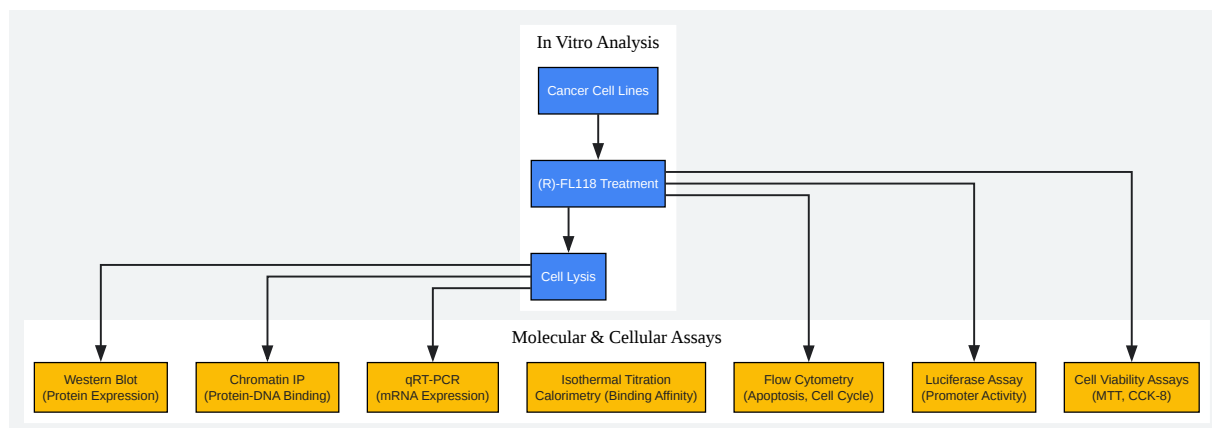 In Vitro Analysis
Cancer Cell Lines
(R)-FL118 Treatment
Cell Lysis
Molecular & Cellular Assays
Western Blot
(Protein Expression)
Chromatin IP
(Protein-DNA Binding)
qRT-PCR
(mRNA Expression)
Isothermal Titration
Calorimetry (Binding Affinity)
Flow Cytometry
(Apoptosis, Cell Cycle)
Luciferase Assay
(Promoter Activity)
Cell Viability Assays
(MTT, CCK-8)